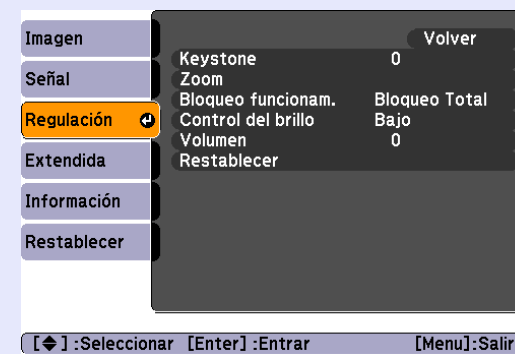 Imagen
Señal
Regulación
Extendida
Información
Restablecer
Volver
Keystone 0
Zoom
Bloqueo funcionam. Bloqueo Total
Control del brillo Bajo
Volumen 0
Restablecer
[◆] :Seleccionar [Enter] :Entrar [Menu]:Salir